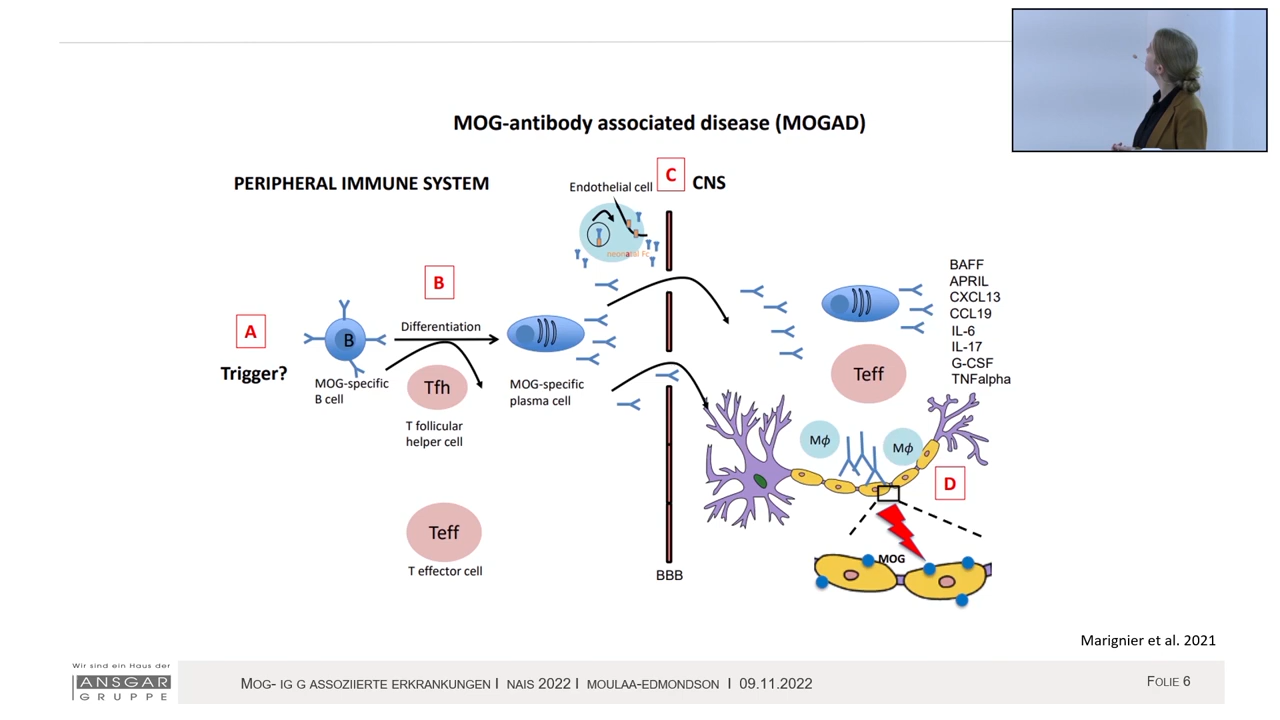 MOG-antibody associated disease (MOGAD)
PERIPHERAL IMMUNE SYSTEM
Endothelial cell
C
CNS
neonatal Fc
BAFF
APRIL
CXCL13
CCL19
IL-6
IL-17
G-CSF
TNFalpha
A
Trigger?
B
B
Differentiation
MOG-specific
B cell
Tfh
T follicular
helper cell
MOG-specific
plasma cell
Teff
Mϕ
Mϕ
D
MOG
Teff
T effector cell
BBB
Marignier et al. 2021
Wir sind ein Haus der
ANSGAR
GRUPPE
MOG- IG G ASSOZIIERTE ERKRANKUNGEN I NAIS 2022 I MOULAA-EDMONDSON I 09.11.2022
FOLIE 6